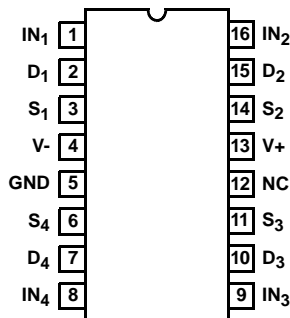 IN1 1 16 IN2
D1 2 15 D2
S1 3 14 S2
V- 4 13 V+
GND 5 12 NC
S4 6 11 S3
D4 7 10 D3
IN4 8 9 IN3